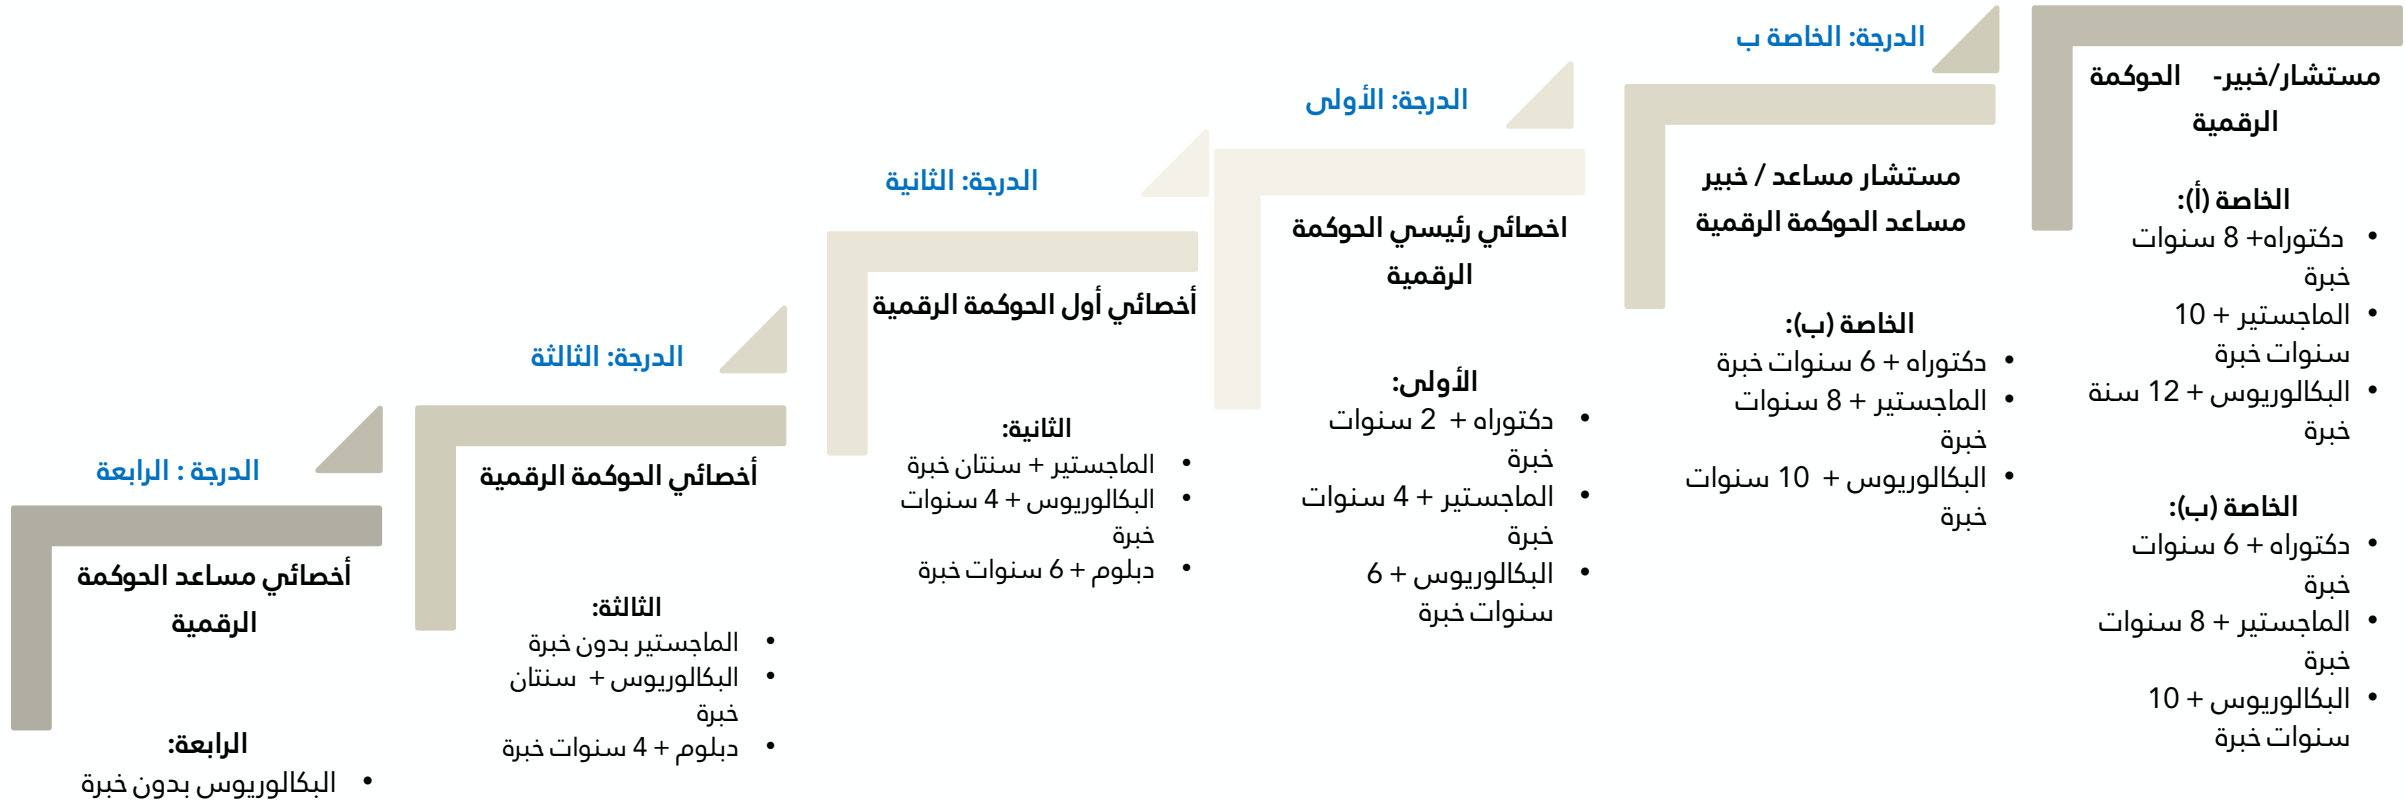 مستشار/خبير- الحوكمة
الرقمية
الخاصة (أ):
• دكتوراه+ 8 سنوات
خبرة
• الماجستير + 10
سنوات خبرة
• البكالوريوس + 12 سنة
خبرة
الخاصة (ب):
• دكتوراه + 6 سنوات
خبرة
• الماجستير + 8 سنوات
خبرة
• البكالوريوس + 10
سنوات خبرة
الدرجة: الخاصة ب
مستشار مساعد / خبير
مساعد الحوكمة الرقمية
الخاصة (ب):
• دكتوراه + 6 سنوات خبرة
• الماجستير + 8 سنوات
خبرة
• البكالوريوس + 10 سنوات
خبرة
الدرجة: الأولى
اخصائي رئيسي الحوكمة
الرقمية
الأولى:
• دكتوراه + 2 سنوات
خبرة
• الماجستير + 4 سنوات
خبرة
• البكالوريوس + 6
سنوات خبرة
الدرجة: الثانية
أخصائي أول الحوكمة الرقمية
الثانية:
• الماجستير + سنتان خبرة
• البكالوريوس + 4 سنوات
خبرة
• دبلوم + 6 سنوات خبرة
الدرجة: الثالثة
أخصائي الحوكمة الرقمية
الثالثة:
• الماجستير بدون خبرة
• البكالوريوس + سنتان
خبرة
• دبلوم + 4 سنوات خبرة
الدرجة : الرابعة
أخصائي مساعد الحوكمة
الرقمية
الرابعة:
• البكالوريوس بدون خبرة